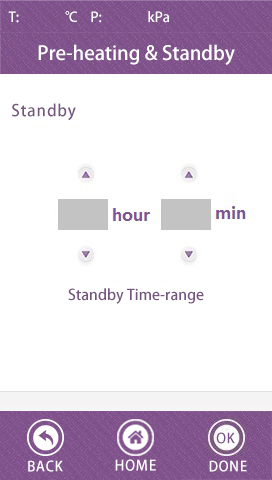 T: ℃ P: kPa
Pre-heating & Standby
Standby
hour min
Standby Time-range
OK
BACK HOME DONE